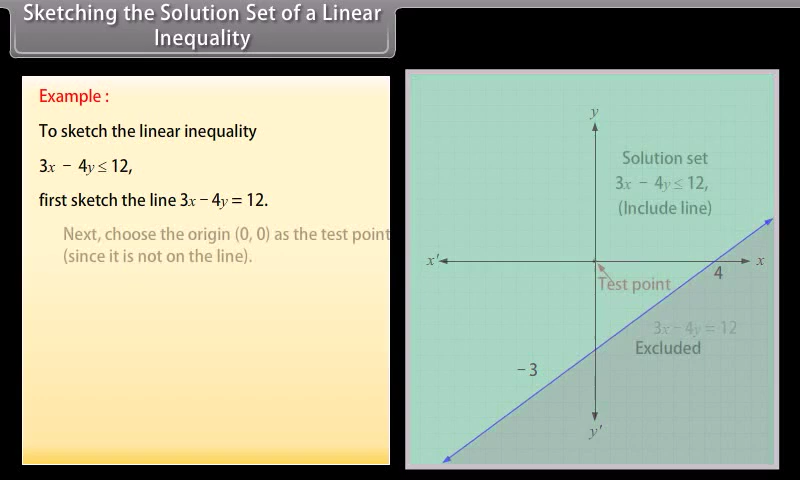 Sketching the Solution Set of a Linear
Inequality
Example :
To sketch the linear inequality
3x − 4y ≤ 12,
first sketch the line 3x − 4y = 12.
Next, choose the origin (0, 0) as the test point
(since it is not on the line).
y
Solution set
3x − 4y ≤ 12,
(Include line)
x'
x
4
Test point
3x − 4y = 12
Excluded
− 3
y'